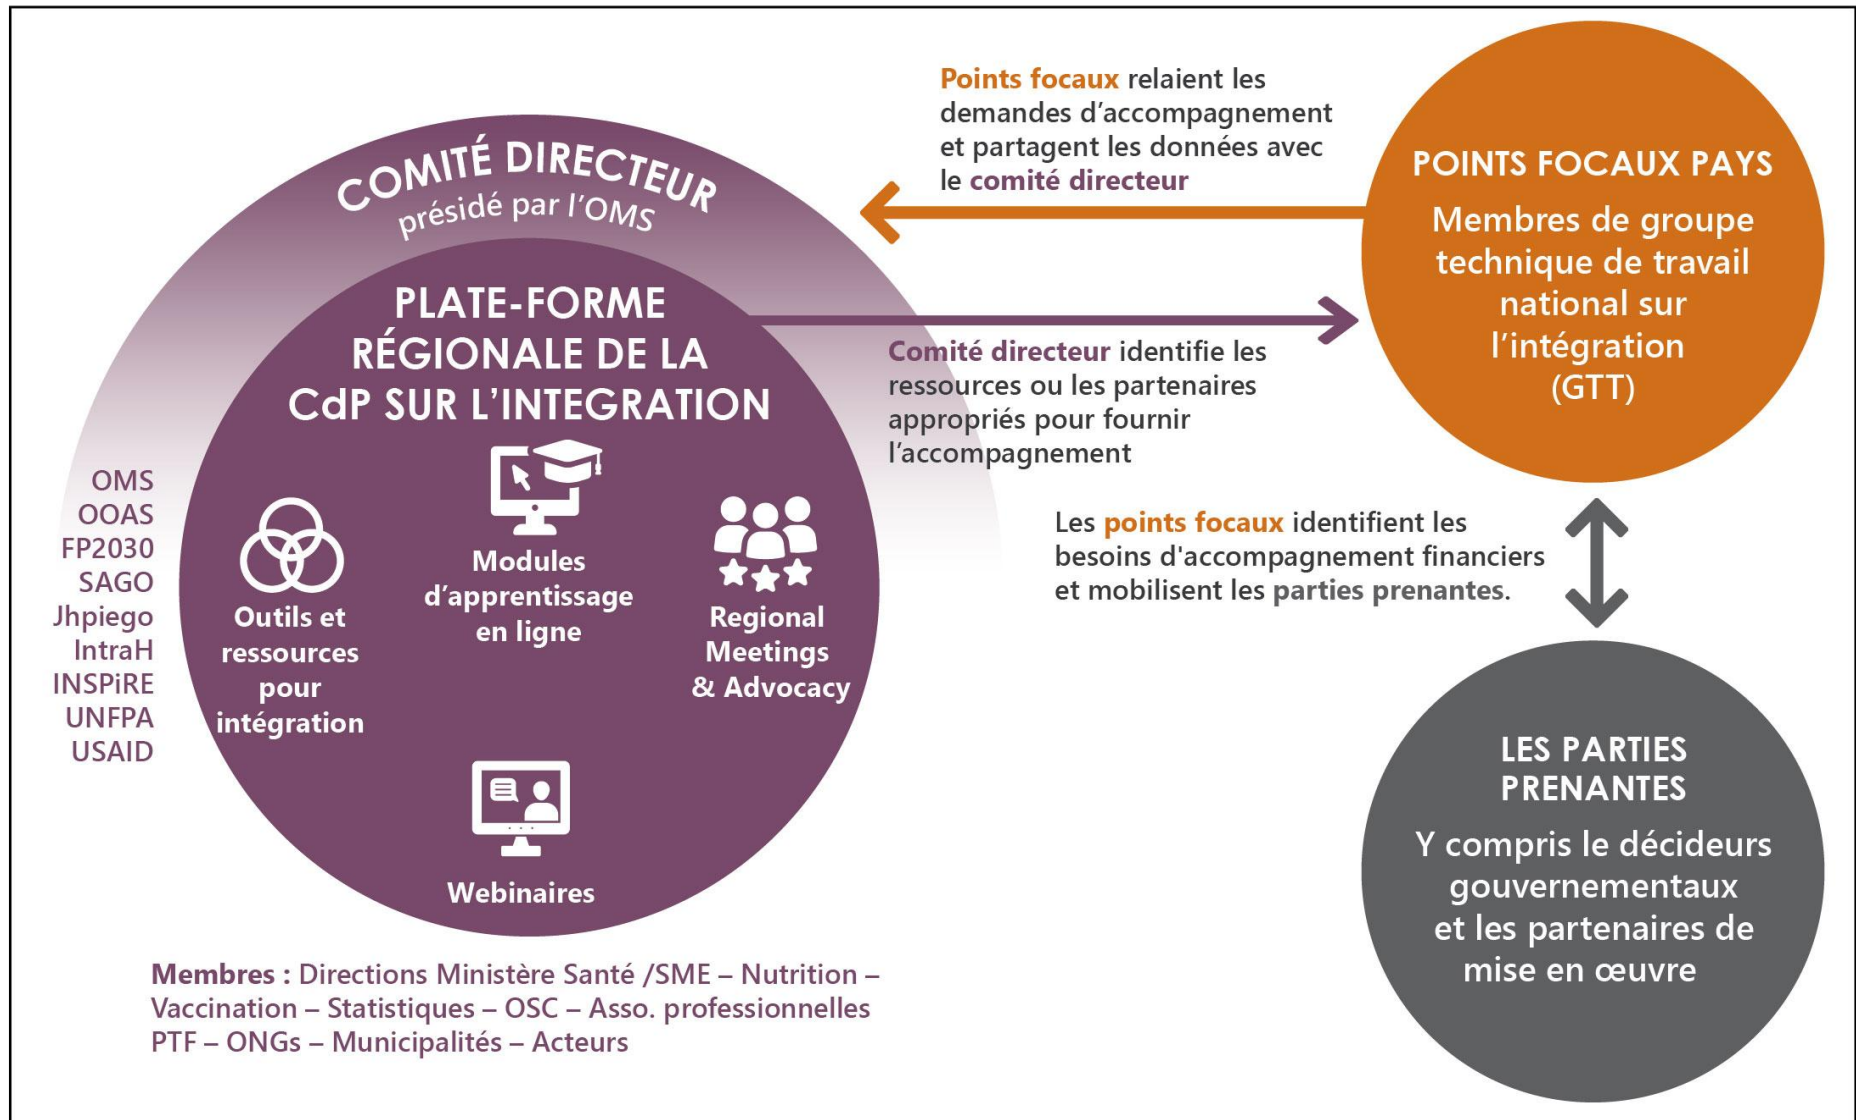 COMITÉ DIRECTEUR
présidé par l'OMS
PLATE-FORME
RÉGIONALE DE LA
CdP SUR L'INTEGRATION
Modules
d'apprentissage
en ligne
Outils et
ressources
pour
intégration
Regional
Meetings
& Advocacy
Webinaires
OMS
OOAS
FP2030
SAGO
Jhpiego
IntraH
INSPiRE
UNFPA
USAID
Membres : Directions Ministère Santé /SME – Nutrition –
Vaccination – Statistiques – OSC – Asso. professionnelles
PTF – ONGs – Municipalités – Acteurs
Points focaux relaient les
demandes d'accompagnement
et partagent les données avec
le comité directeur
Comité directeur identifie les
ressources ou les partenaires
appropriés pour fournir
l'accompagnement
POINTS FOCAUX PAYS
Membres de groupe
technique de travail
national sur
l'intégration
(GTT)
Les points focaux identifient les
besoins d'accompagnement financiers
et mobilisent les parties prenantes.
LES PARTIES
PRENANTES
Y compris le décideurs
gouvernementaux
et les partenaires de
mise en œuvre